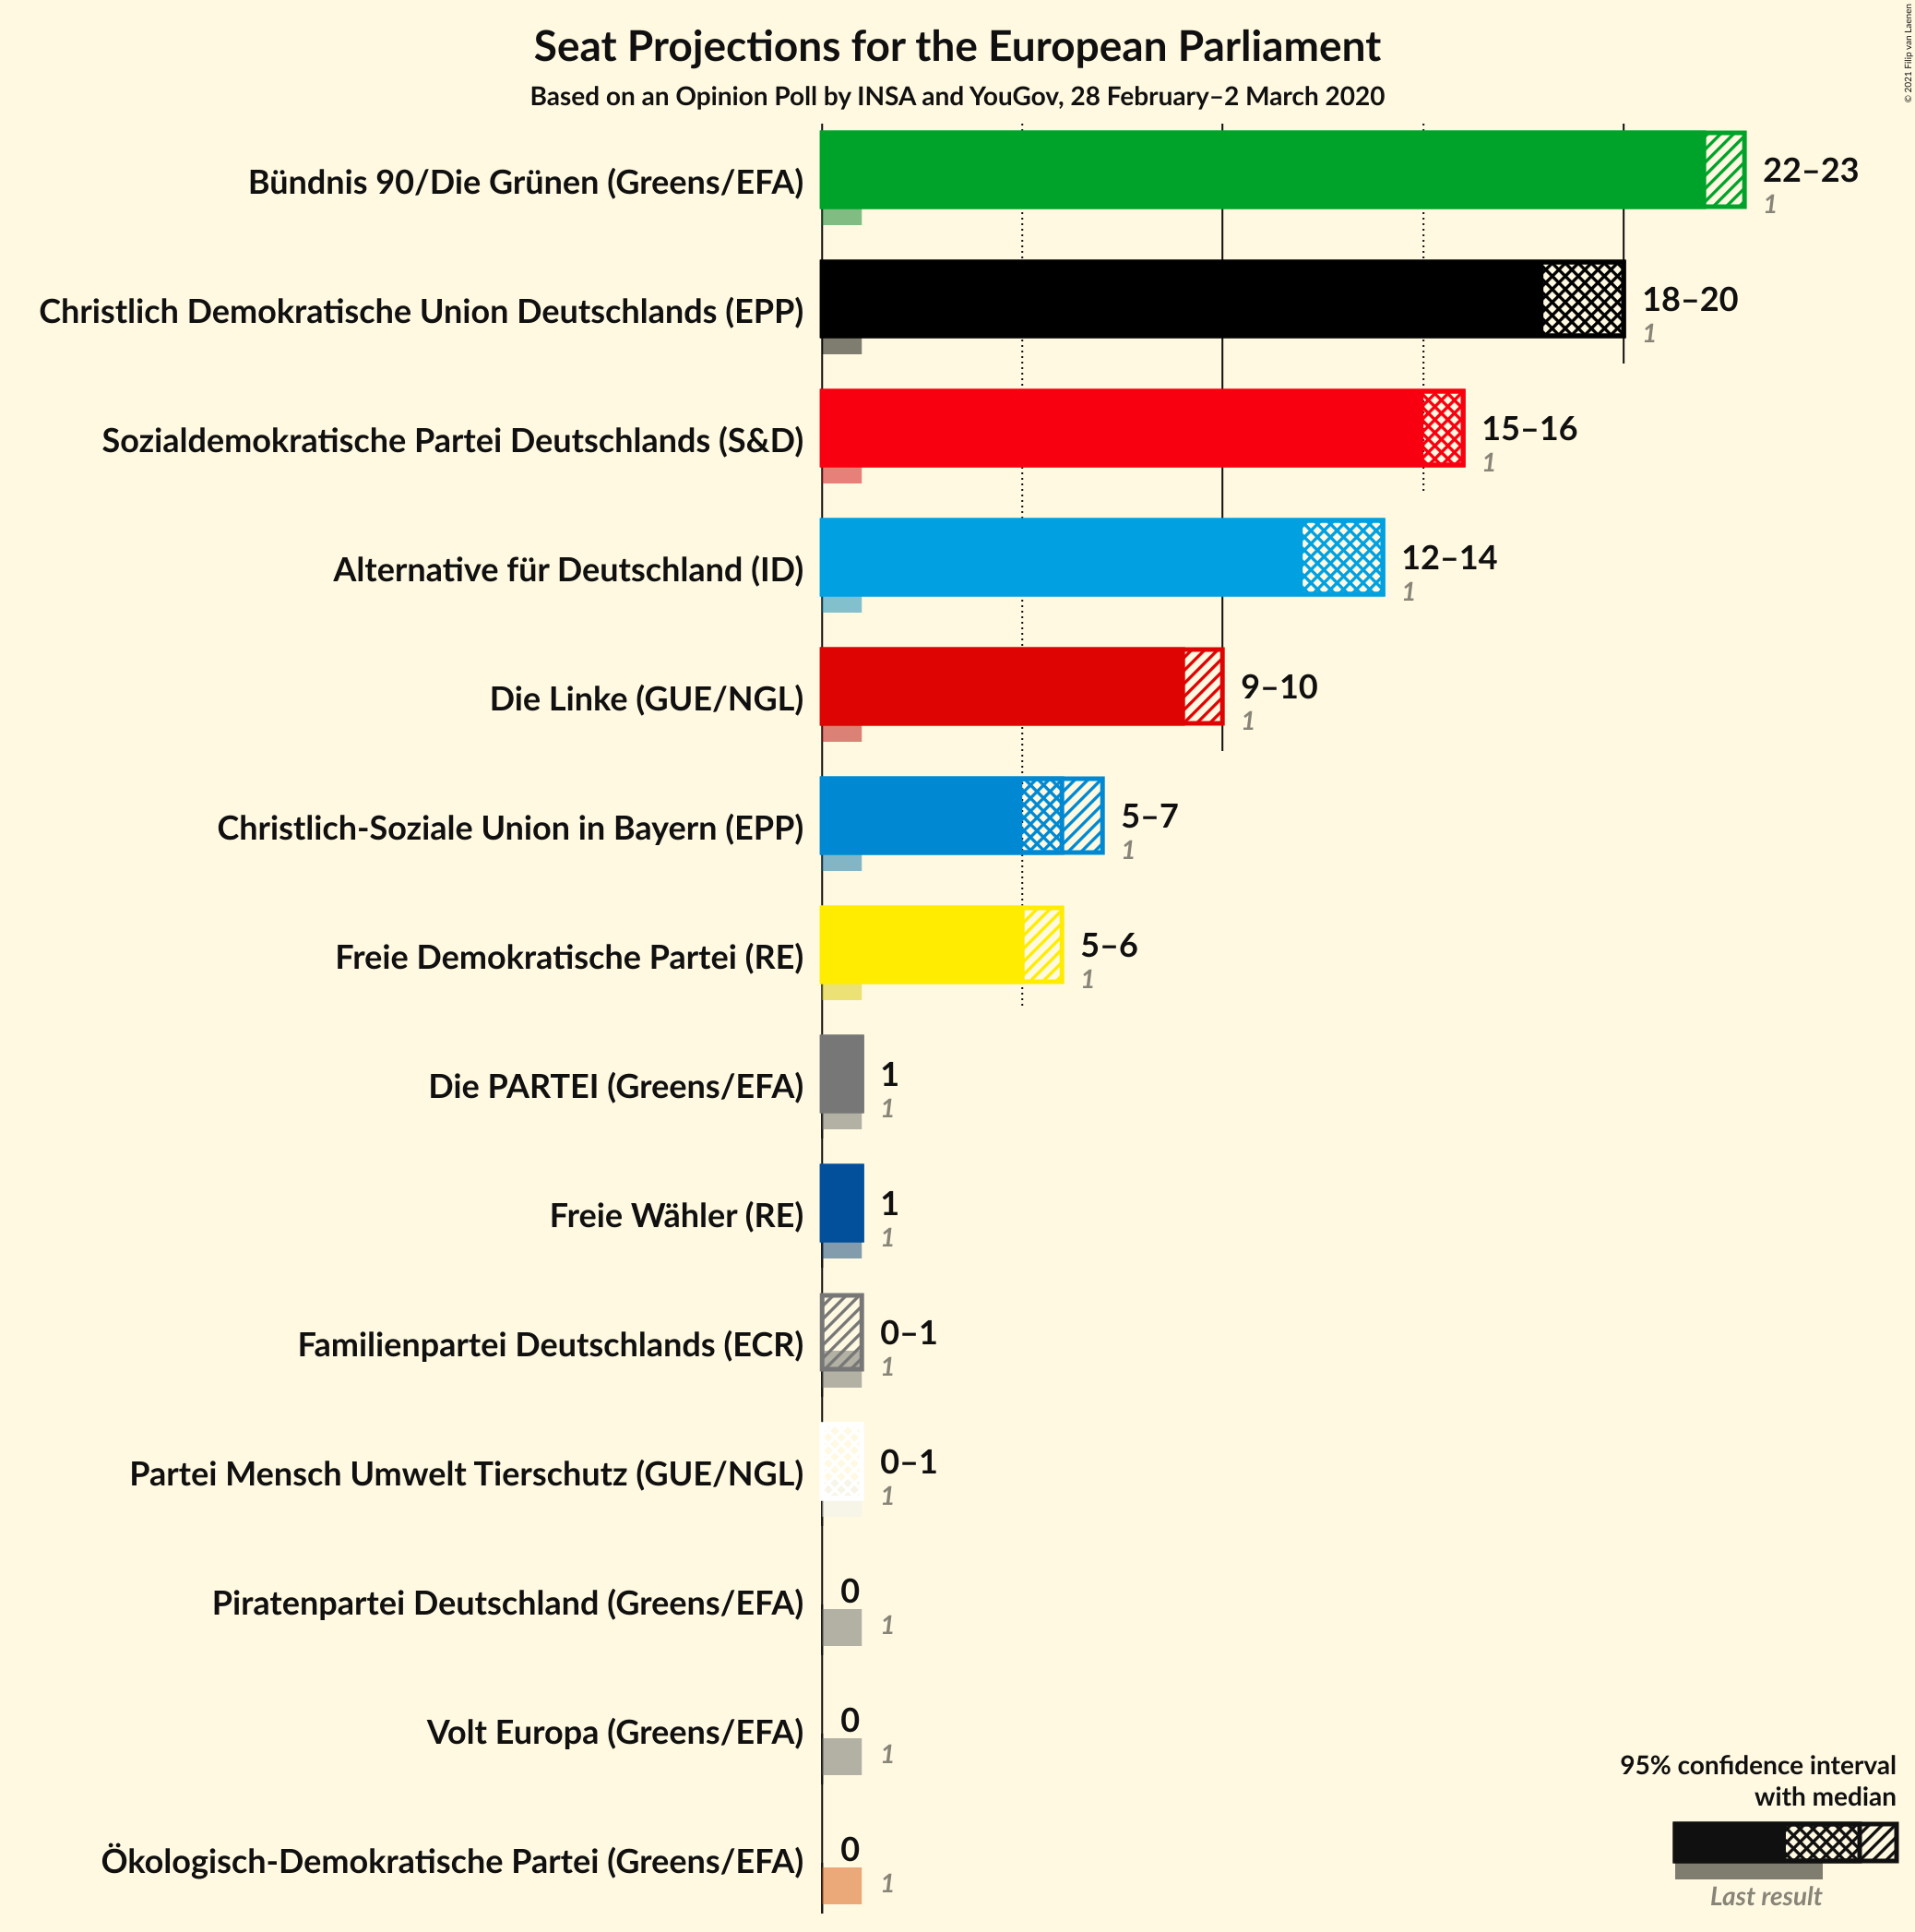 Seat Projections for the European Parliament
Based on an Opinion Poll by INSA and YouGov, 28 February–2 March 2020
© 2021 Filip van Laenen
Bündnis 90/Die Grünen (Greens/EFA)
22–23
1
Christlich Demokratische Union Deutschlands (EPP)
18–20
1
Sozialdemokratische Partei Deutschlands (S&D)
15–16
1
Alternative für Deutschland (ID)
12–14
1
Die Linke (GUE/NGL)
9–10
1
Christlich-Soziale Union in Bayern (EPP)
5–7
1
Freie Demokratische Partei (RE)
5–6
1
Die PARTEI (Greens/EFA)
1
1
Freie Wähler (RE)
1
1
Familienpartei Deutschlands (ECR)
0–1
1
Partei Mensch Umwelt Tierschutz (GUE/NGL)
0–1
1
Piratenpartei Deutschland (Greens/EFA)
0
1
Volt Europa (Greens/EFA)
0
1
Ökologisch-Demokratische Partei (Greens/EFA)
0
1
95% confidence interval
with median
Last result